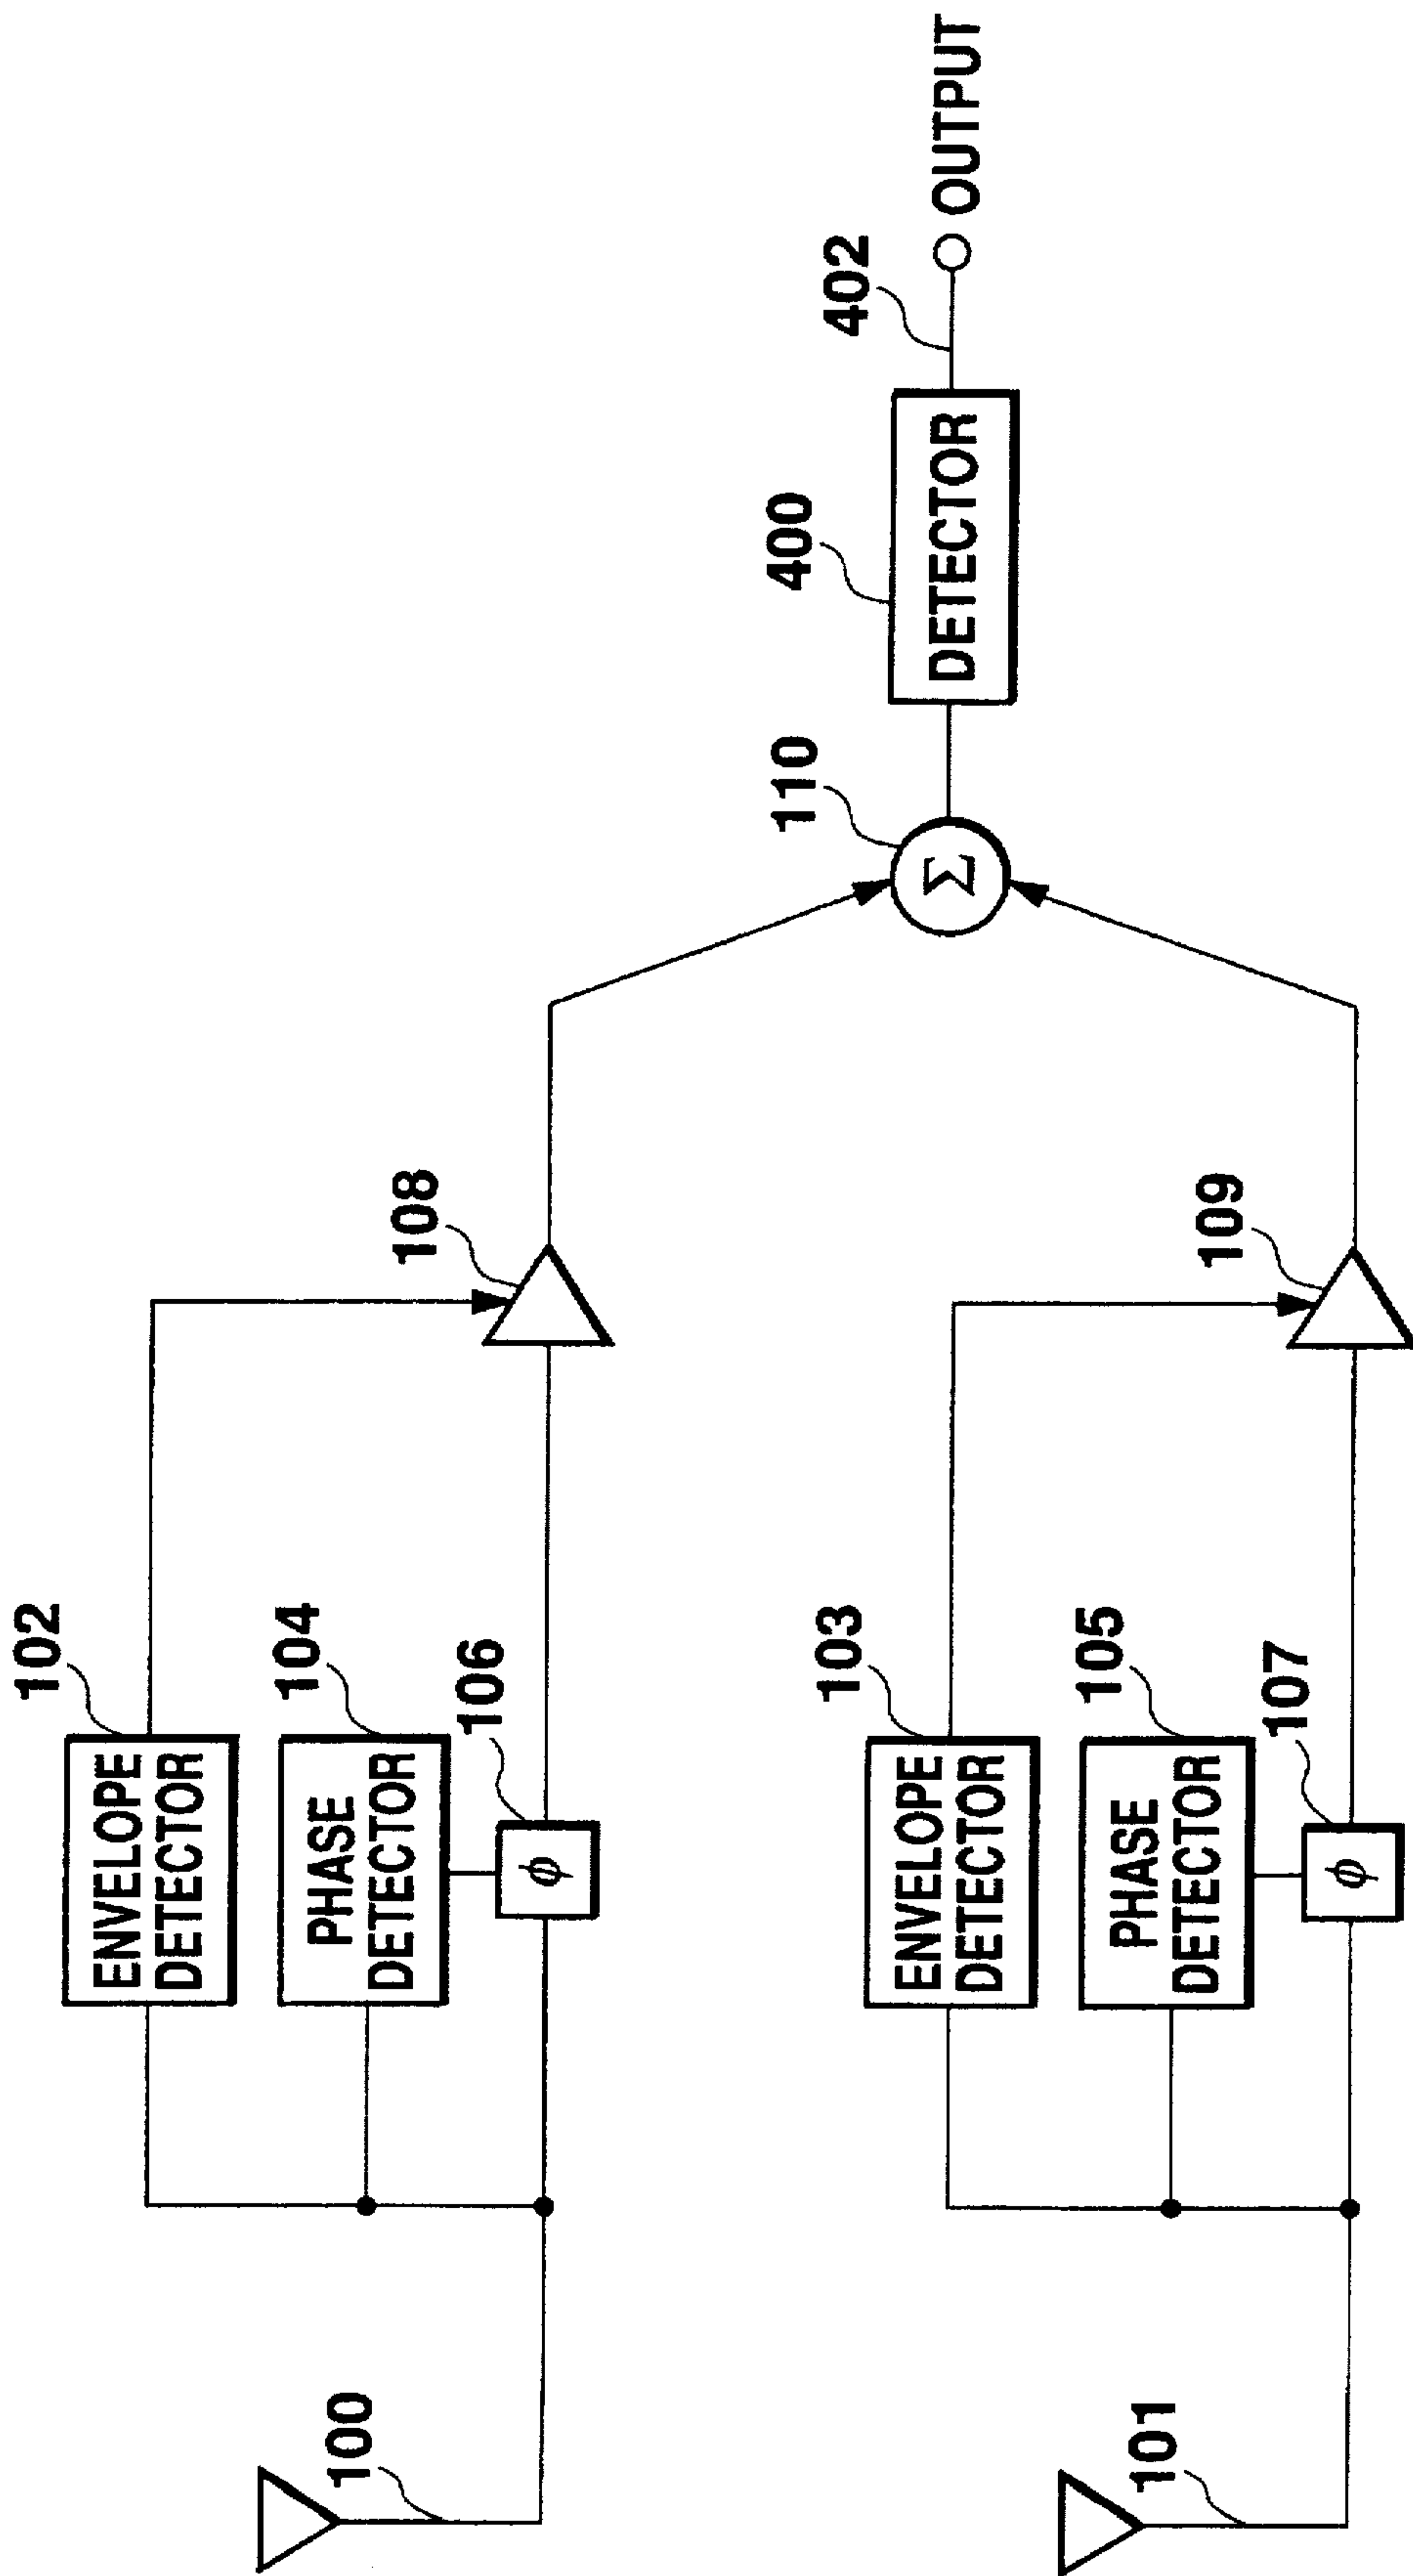 102
ENVELOPE
DETECTOR
104
PHASE
DETECTOR
106
ϕ
108
100
110
Σ
400
DETECTOR
402
OUTPUT
103
ENVELOPE
DETECTOR
105
PHASE
DETECTOR
107
ϕ
109
101